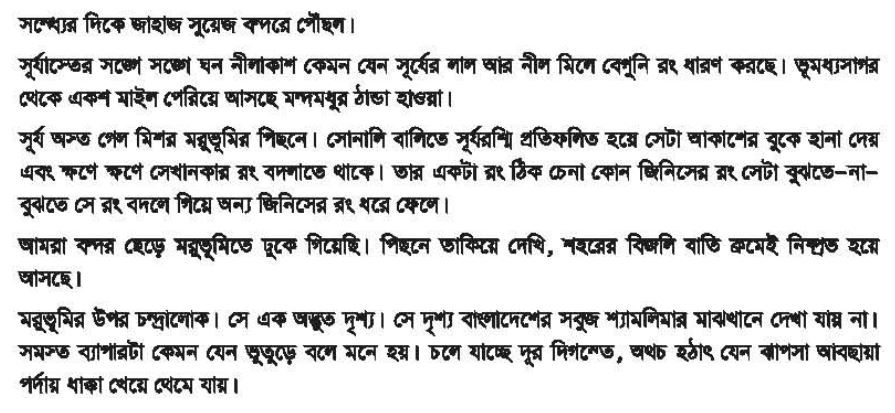 সন্ধ্যের দিকে জাহাজ সুয়েজ বন্দরে পৌঁছল।
সূর্যাস্তের সঙ্গে সঙ্গে ঘন নীলাকাশ কেমন যেন সূর্যের লাল আর নীল মিলে বেগুনি রং ধারণ করছে। ভূমধ্যসাগর
থেকে একশ মাইল পেরিয়ে আসছে মন্দমধুর ঠান্ডা হাওয়া।
সূর্য অস্ত গেল মিশর মরুভূমির পিছনে। সোনালি বালিতে সূর্যরশ্মি প্রতিফলিত হয়ে সেটা আকাশের বুকে হানা দেয়
এবং ক্ষণে ক্ষণে সেখানকার রং বদলাতে থাকে। তার একটা রং ঠিক চেনা কোন জিনিসের রং সেটা বুঝতে-না-
বুঝতে সে রং বদলে গিয়ে অন্য জিনিসের রং ধরে ফেলে।
আমরা বন্দর ছেড়ে মরুভূমিতে ঢুকে গিয়েছি। পিছনে তাকিয়ে দেখি, শহরের বিজলি বাতি ক্রমেই নিষ্প্রভ হয়ে
আসছে।
মরুভূমির উপর চন্দ্রালোক। সে এক অদ্ভুত দৃশ্য। সে দৃশ্য বাংলাদেশের সবুজ শ্যামলিমার মাঝখানে দেখা যায় না।
সমস্ত ব্যাপারটা কেমন যেন ভূতুড়ে বলে মনে হয়। চলে যাচ্ছে দূর দিগন্তে, অথচ হঠাৎ যেন ঝাপসা আবছায়া
পর্দায় ধাক্কা খেয়ে থেমে যায়।